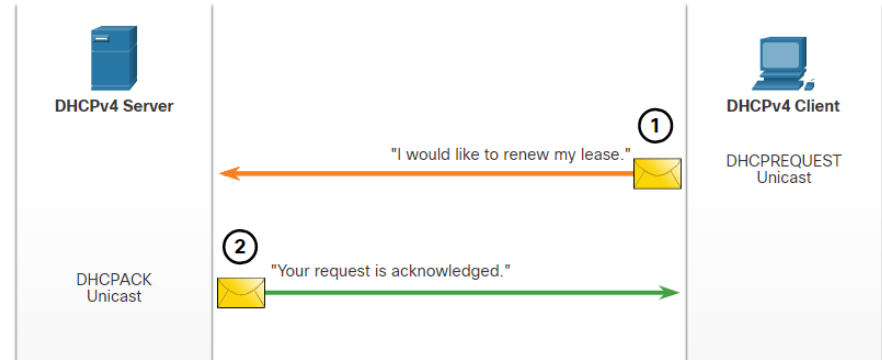 DHCPv4 Server
DHCPv4 Client
1
"I would like to renew my lease."
DHCPREQUEST
Unicast
2
"Your request is acknowledged."
DHCPACK
Unicast